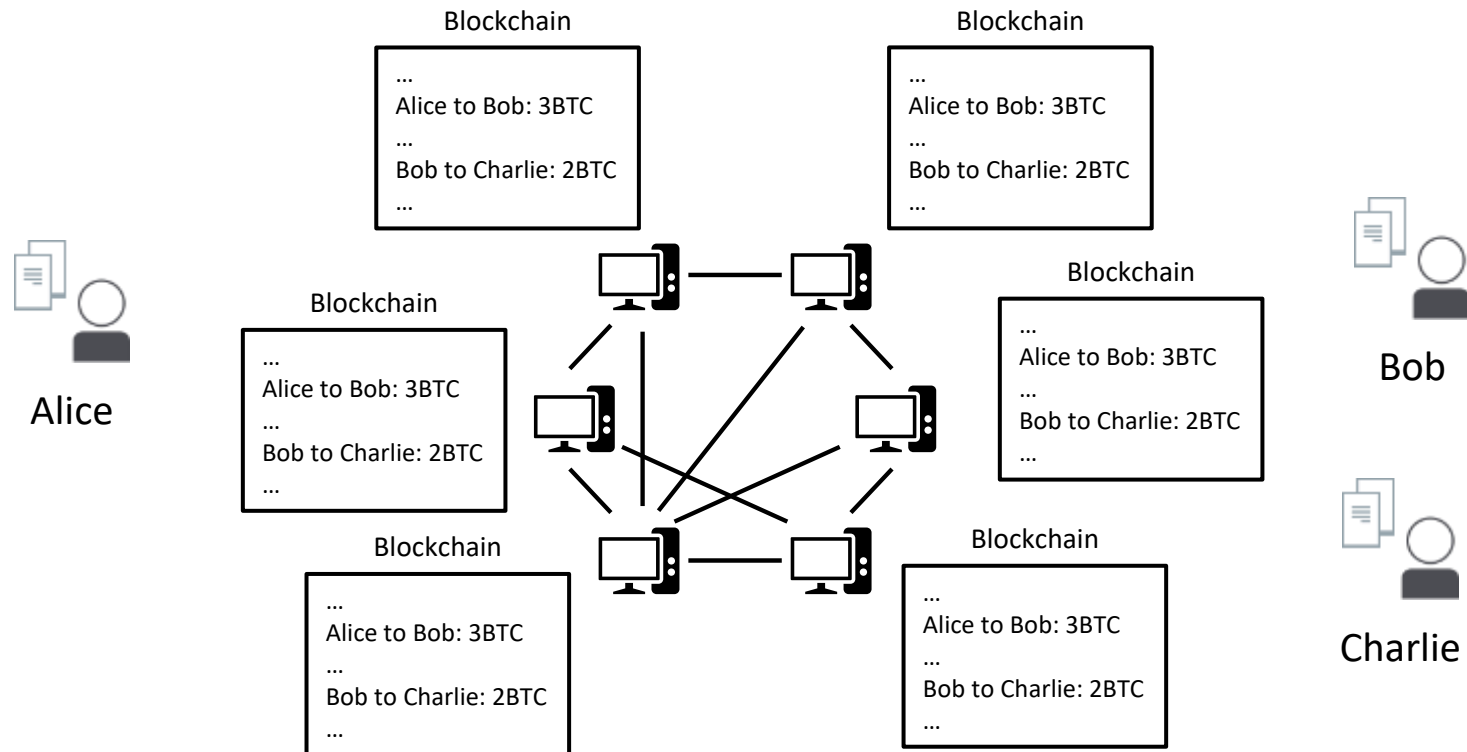 Blockchain
...
Alice to Bob: 3BTC
...
Bob to Charlie: 2BTC
...
Blockchain
...
Alice to Bob: 3BTC
...
Bob to Charlie: 2BTC
...
Alice
Blockchain
...
Alice to Bob: 3BTC
...
Bob to Charlie: 2BTC
...
Blockchain
...
Alice to Bob: 3BTC
...
Bob to Charlie: 2BTC
...
Bob
Blockchain
...
Alice to Bob: 3BTC
...
Bob to Charlie: 2BTC
...
Blockchain
...
Alice to Bob: 3BTC
...
Bob to Charlie: 2BTC
...
Charlie